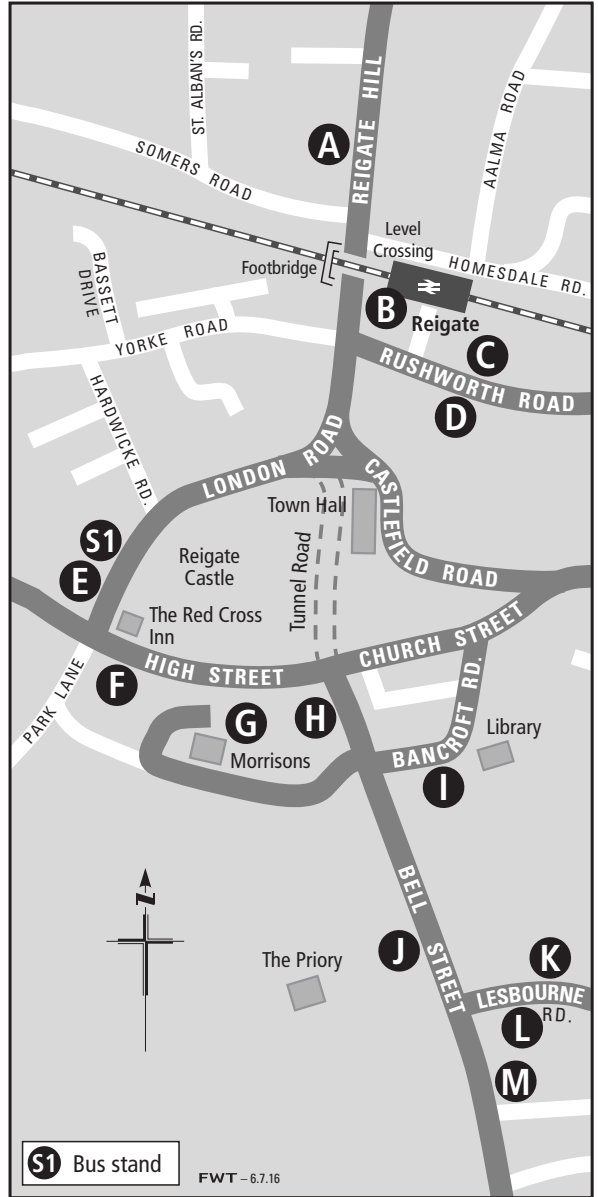 ST. ALBAN'S RD.
REIGATE HILL
AALMA ROAD
A
SOMERS ROAD
Level
Crossing
Footbridge
HOMESDALE RD.
BASSETT
DRIVE
B
Reigate
YORKE ROAD
C
RUSHWORTH ROAD
D
HARDWICKE RD.
LONDON ROAD
CASTLEFIELD ROAD
Town Hall
S1
Reigate
Castle
Tunnel Road
E
The Red Cross
Inn
CHURCH STREET
HIGH STREET
F
PARK LANE
G
H
BANCROFT RD.
Library
Morrisons
I
BELL STREET
J
The Priory
K
LESBOURNE
RD.
L
M
N
S1 Bus stand
FWT – 6.7.16